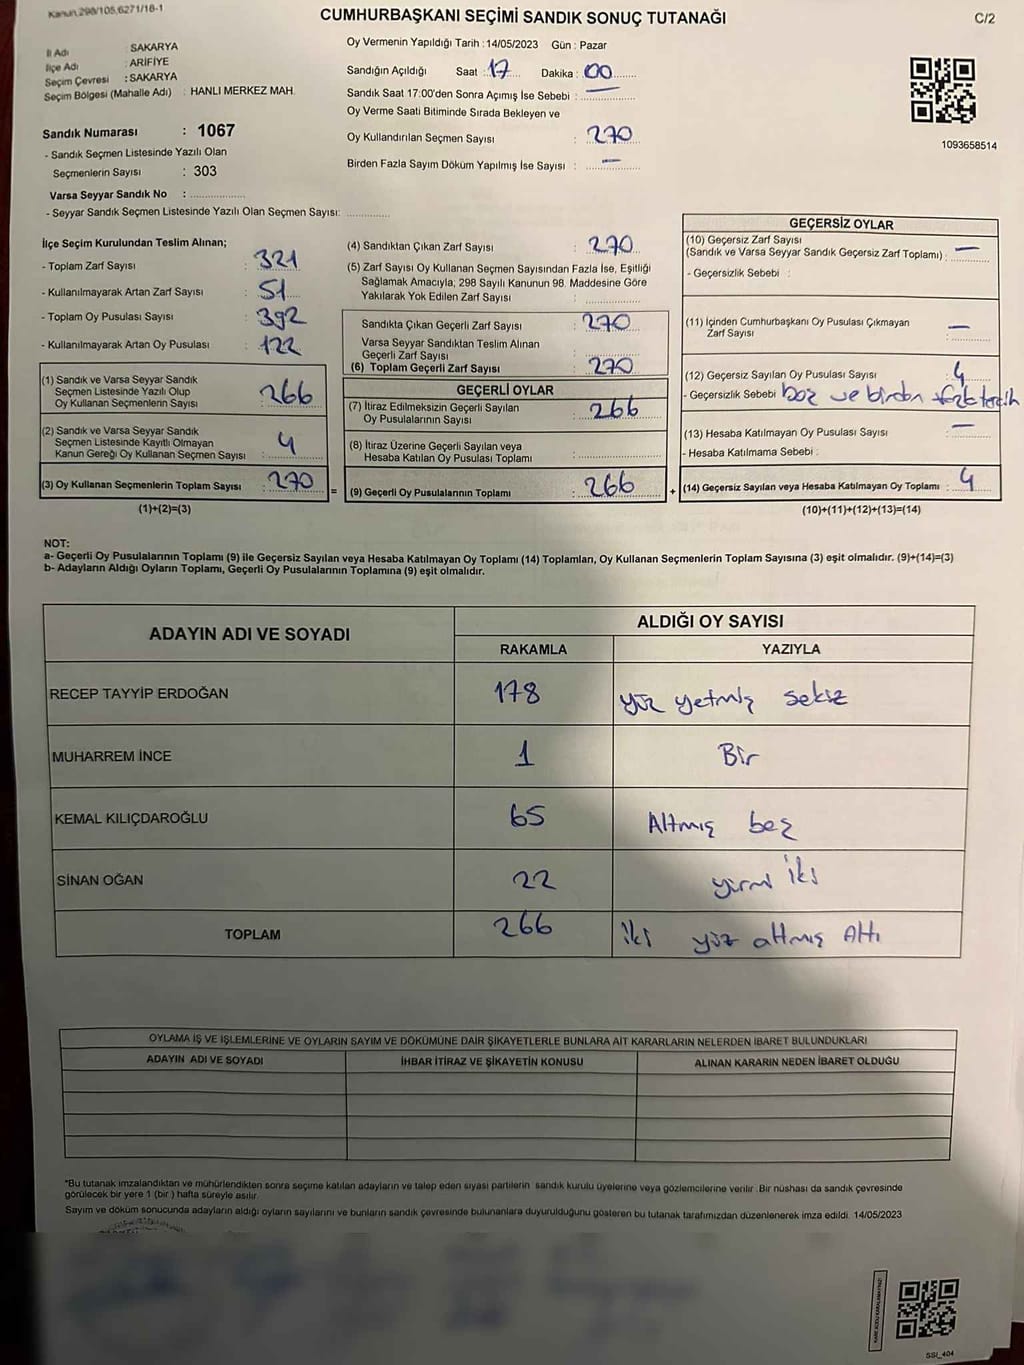 Kanun,298/105,6271/18-1
CUMHURBAŞKANI SEÇİMİ SANDIK SONUÇ TUTANAĞI
C/2
İl Adı : SAKARYA
İlçe Adı : ARİFİYE
Seçim Çevresi : SAKARYA
Seçim Bölgesi (Mahalle Adı) : HANLI MERKEZ MAH.
Sandık Numarası : 1067
- Sandık Seçmen Listesinde Yazılı Olan
Seçmenlerin Sayısı : 303
Varsa Seyyar Sandık No :
- Seyyar Sandık Seçmen Listesinde Yazılı Olan Seçmen Sayısı:
Oy Vermenin Yapıldığı Tarih : 14/05/2023 Gün : Pazar
Sandığın Açıldığı Saat : 17 Dakika : 00
Sandık Saat 17:00'den Sonra Açımış İse Sebebi : —
Oy Verme Saati Bitiminde Sırada Bekleyen ve
Oy Kullandırılan Seçmen Sayısı : 270
Birden Fazla Sayım Döküm Yapılmış İse Sayısı : —
1093658514
İlçe Seçim Kurulundan Teslim Alınan;
- Toplam Zarf Sayısı : 321
- Kullanılmayarak Artan Zarf Sayısı : 51
- Toplam Oy Pusulası Sayısı : 392
- Kullanılmayarak Artan Oy Pusulası : 122
(1) Sandık ve Varsa Seyyar Sandık
Seçmen Listesinde Yazılı Olup
Oy Kullanan Seçmenlerin Sayısı : 266
(2) Sandık ve Varsa Seyyar Sandık
Seçmen Listesinde Kayıtlı Olmayan
Kanun Gereği Oy Kullanan Seçmen Sayısı : 4
(3) Oy Kullanan Seçmenlerin Toplam Sayısı : 270
(1)+(2)=(3)
(4) Sandıktan Çıkan Zarf Sayısı : 270
(5) Zarf Sayısı Oy Kullanan Seçmen Sayısından Fazla İse, Eşitliği
Sağlamak Amacıyla; 298 Sayılı Kanunun 98. Maddesine Göre
Yakılarak Yok Edilen Zarf Sayısı :
Sandıkta Çıkan Geçerli Zarf Sayısı : 270
Varsa Seyyar Sandıktan Teslim Alınan
Geçerli Zarf Sayısı :
(6) Toplam Geçerli Zarf Sayısı : 270
GEÇERLİ OYLAR
(7) İtiraz Edilmeksizin Geçerli Sayılan
Oy Pusulalarının Sayısı : 266
(8) İtiraz Üzerine Geçerli Sayılan veya
Hesaba Katılan Oy Pusulası Toplamı :
= (9) Geçerli Oy Pusulalarının Toplamı : 266
GEÇERSİZ OYLAR
(10) Geçersiz Zarf Sayısı
(Sandık ve Varsa Seyyar Sandık Geçersiz Zarf Toplamı) : —
- Geçersizlik Sebebi :
(11) İçinden Cumhurbaşkanı Oy Pusulası Çıkmayan
Zarf Sayısı : —
(12) Geçersiz Sayılan Oy Pusulası Sayısı : 4
- Geçersizlik Sebebi : boz ve birden fazla tercih
(13) Hesaba Katılmayan Oy Pusulası Sayısı : —
- Hesaba Katılmama Sebebi :
+ (14) Geçersiz Sayılan veya Hesaba Katılmayan Oy Toplamı : 4
(10)+(11)+(12)+(13)=(14)
NOT:
a- Geçerli Oy Pusulalarının Toplamı (9) ile Geçersiz Sayılan veya Hesaba Katılmayan Oy Toplamı (14) Toplamları, Oy Kullanan Seçmenlerin Toplam Sayısına (3) eşit olmalıdır. (9)+(14)=(3)
b- Adayların Aldığı Oyların Toplamı, Geçerli Oy Pusulalarının Toplamına (9) eşit olmalıdır.
ADAYIN ADI VE SOYADI
ALDIĞI OY SAYISI
RAKAMLA YAZIYLA
RECEP TAYYİP ERDOĞAN 178 yüz yetmiş sekiz
MUHARREM İNCE 1 Bir
KEMAL KILIÇDAROĞLU 65 Altmış beş
SİNAN OĞAN 22 yirmi iki
TOPLAM 266 iki yüz altmış Altı
OYLAMA İŞ VE İŞLEMLERİNE VE OYLARIN SAYIM VE DÖKÜMÜNE DAİR ŞİKAYETLERLE BUNLARA AİT KARARLARIN NELERDEN İBARET BULUNDUKLARI
ADAYIN ADI VE SOYADI İHBAR İTİRAZ VE ŞİKAYETİN KONUSU ALINAN KARARIN NEDEN İBARET OLDUĞU
*Bu tutanak imzalandıktan ve mühürlendikten sonra seçime katılan adayların ve talep eden siyasi partilerin sandık kurulu üyelerine veya gözlemcilerine verilir .Bir nüshası da sandık çevresinde
görülecek bir yere 1 (bir ) hafta süreyle asılır.
Sayım ve döküm sonucunda adayların aldığı oyların sayılarını ve bunların sandık çevresinde bulunanlara duyurulduğunu gösteren bu tutanak tarafımızdan düzenlenerek imza edildi. 14/05/2023
SSI_404